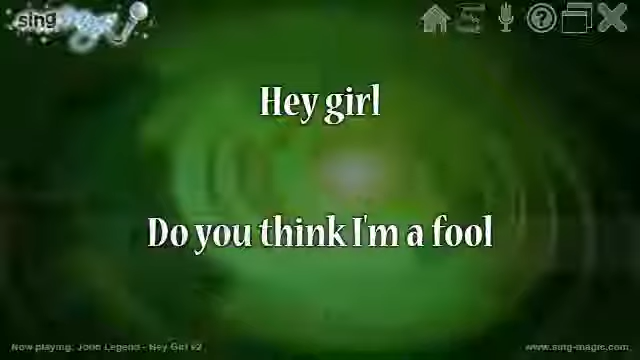 sing
Hey girl
Do you think I'm a fool
Now playing: John Legend - Hey Girl v2
www.sing-magic.com